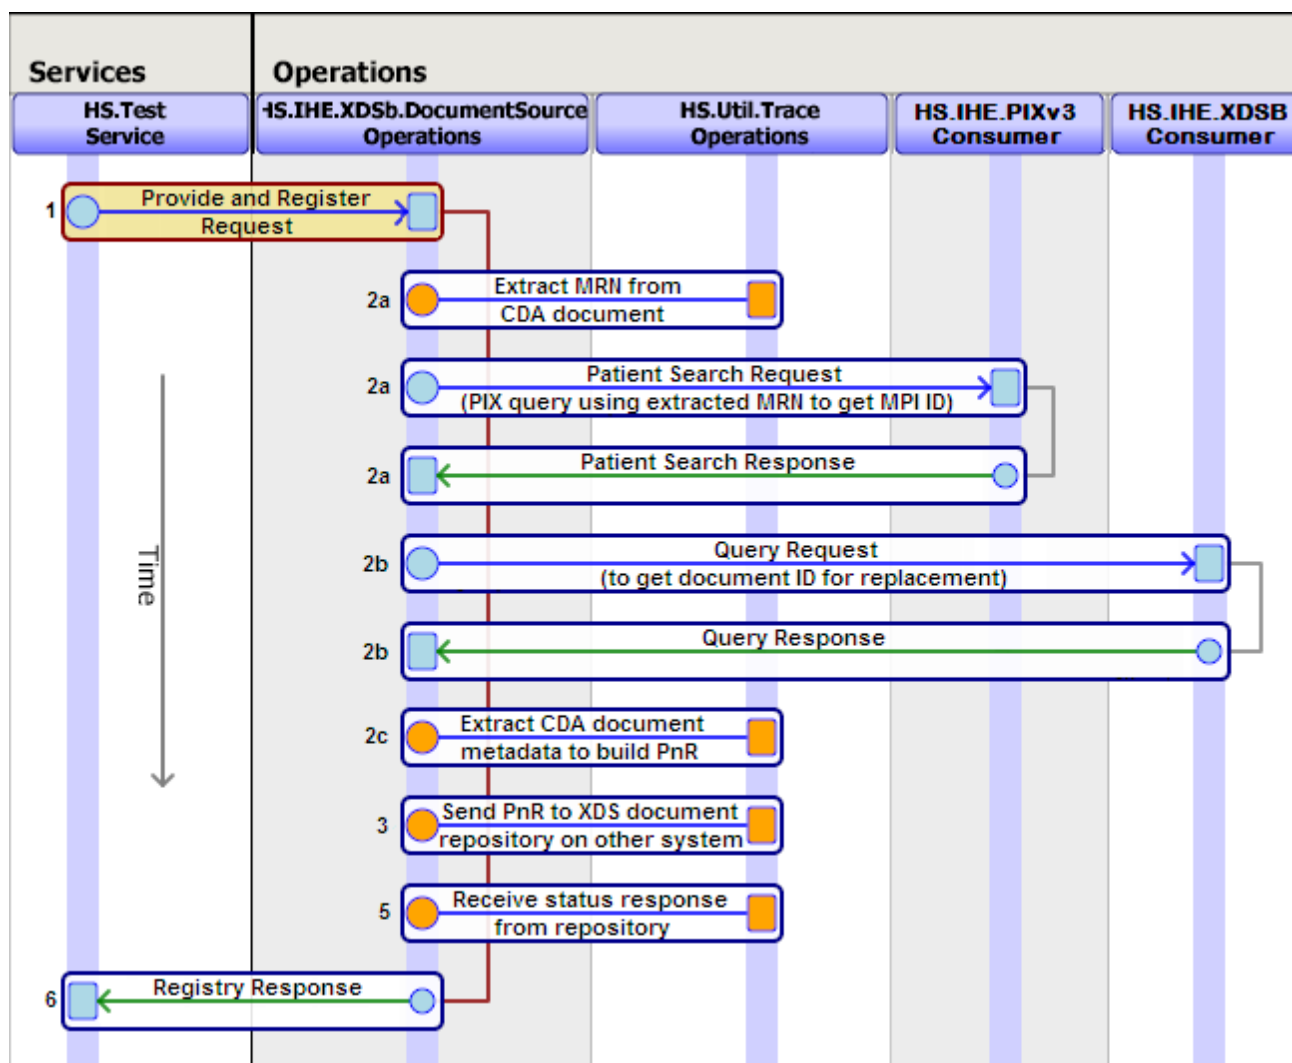 Services
Operations
HS.Test
Service
HS.IHE.XDSb.DocumentSource
Operations
HS.Util.Trace
Operations
HS.IHE.PIXv3
Consumer
HS.IHE.XDSB
Consumer
1
Provide and Register
Request
2a
Extract MRN from
CDA document
2a
Patient Search Request
(PIX query using extracted MRN to get MPI ID)
2a
Patient Search Response
Time
2b
Query Request
(to get document ID for replacement)
2b
Query Response
2c
Extract CDA document
metadata to build PnR
3
Send PnR to XDS document
repository on other system
5
Receive status response
from repository
6
Registry Response